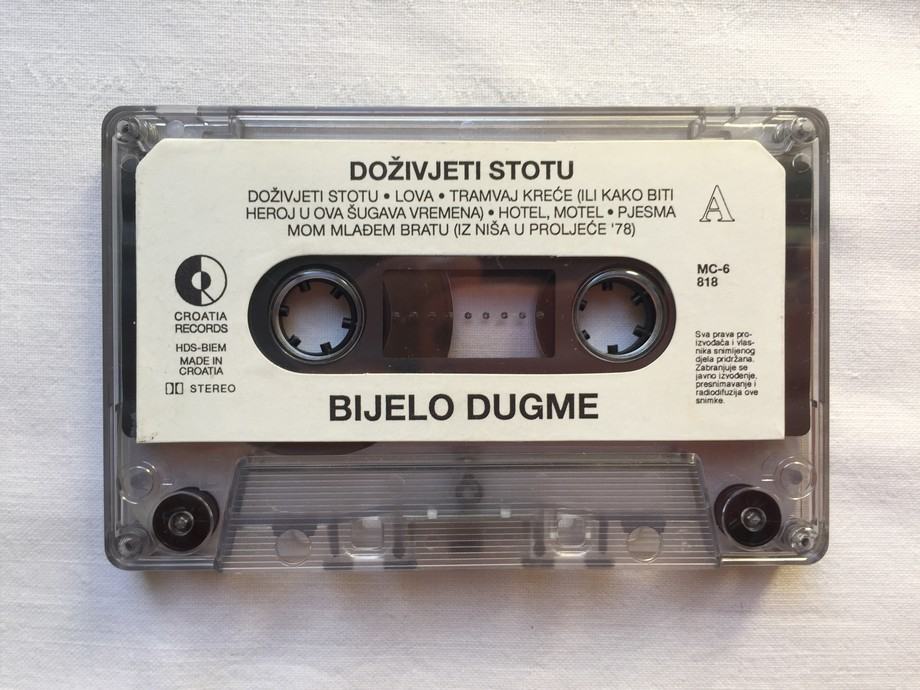 DOŽIVJETI STOTU
DOŽIVJETI STOTU • LOVA • TRAMVAJ KREĆE (ILI KAKO BITI
HEROJ U OVA ŠUGAVA VREMENA) • HOTEL, MOTEL • PJESMA
MOM MLAĐEM BRATU (IZ NIŠA U PROLJEĆE '78)
A
CROATIA
RECORDS
HDS-BIEM
MADE IN
CROATIA
STEREO
MC-6
818
Sva prava pro-
izvođača i vlas-
nika snimljenog
djela pridržana.
Zabranjuje se
javno izvođenje,
presnimavanje i
radiodifuzija ove
snimke.
BIJELO DUGME